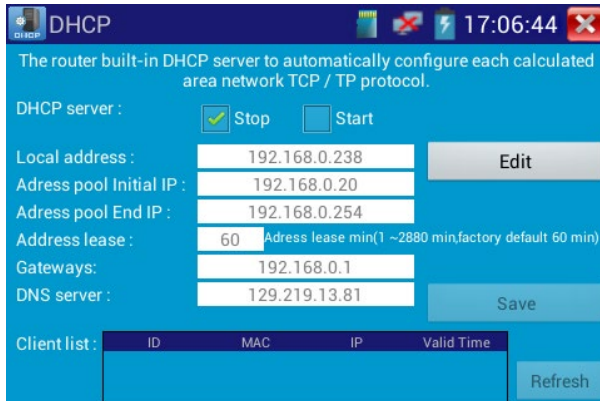 DHCP
DHCP 17:06:44
The router built-in DHCP server to automatically configure each calculated
area network TCP / TP protocol.
DHCP server :
Stop Start
Local address : 192.168.0.238 Edit
Adress pool Initial IP : 192.168.0.20
Adress pool End IP : 192.168.0.254
Address lease : 60 Adress lease min(1 ~2880 min,factory default 60 min)
Gateways: 192.168.0.1
DNS server : 129.219.13.81 Save
Client list : ID MAC IP Valid Time
Refresh